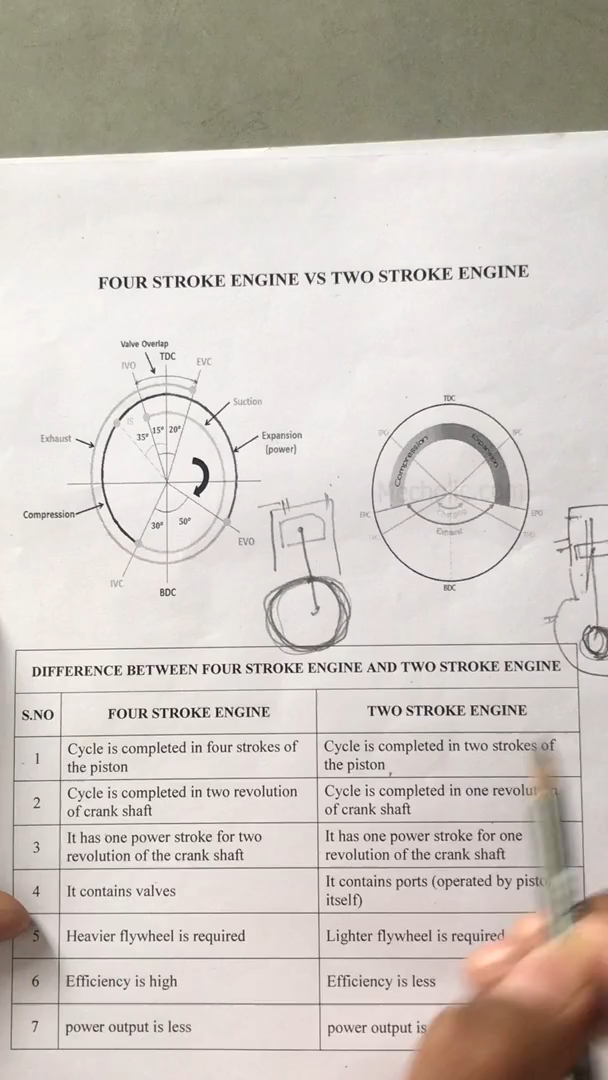 FOUR STROKE ENGINE VS TWO STROKE ENGINE
Valve Overlap
TDC
IVO
EVC
Suction
IS
15° 20°
35°
Exhaust
Expansion
(power)
Compression
30°
50°
EVO
IVC
BDC
TDC
Compression
Expansion
EPC
EPO
Charging
Exhaust
BDC
DIFFERENCE BETWEEN FOUR STROKE ENGINE AND TWO STROKE ENGINE
S.NO FOUR STROKE ENGINE TWO STROKE ENGINE
1 Cycle is completed in four strokes of Cycle is completed in two strokes of
the piston the piston
2 Cycle is completed in two revolution Cycle is completed in one
of crank shaft of crank shaft
3 It has one power stroke for two It has one power stroke for one
revolution of the crank shaft revolution of the crank shaft
4 It contains valves It contains ports (operated by
itself)
5 Heavier flywheel is required Lighter flywheel is required
6 Efficiency is high Efficiency is less
7 power output is less power output is